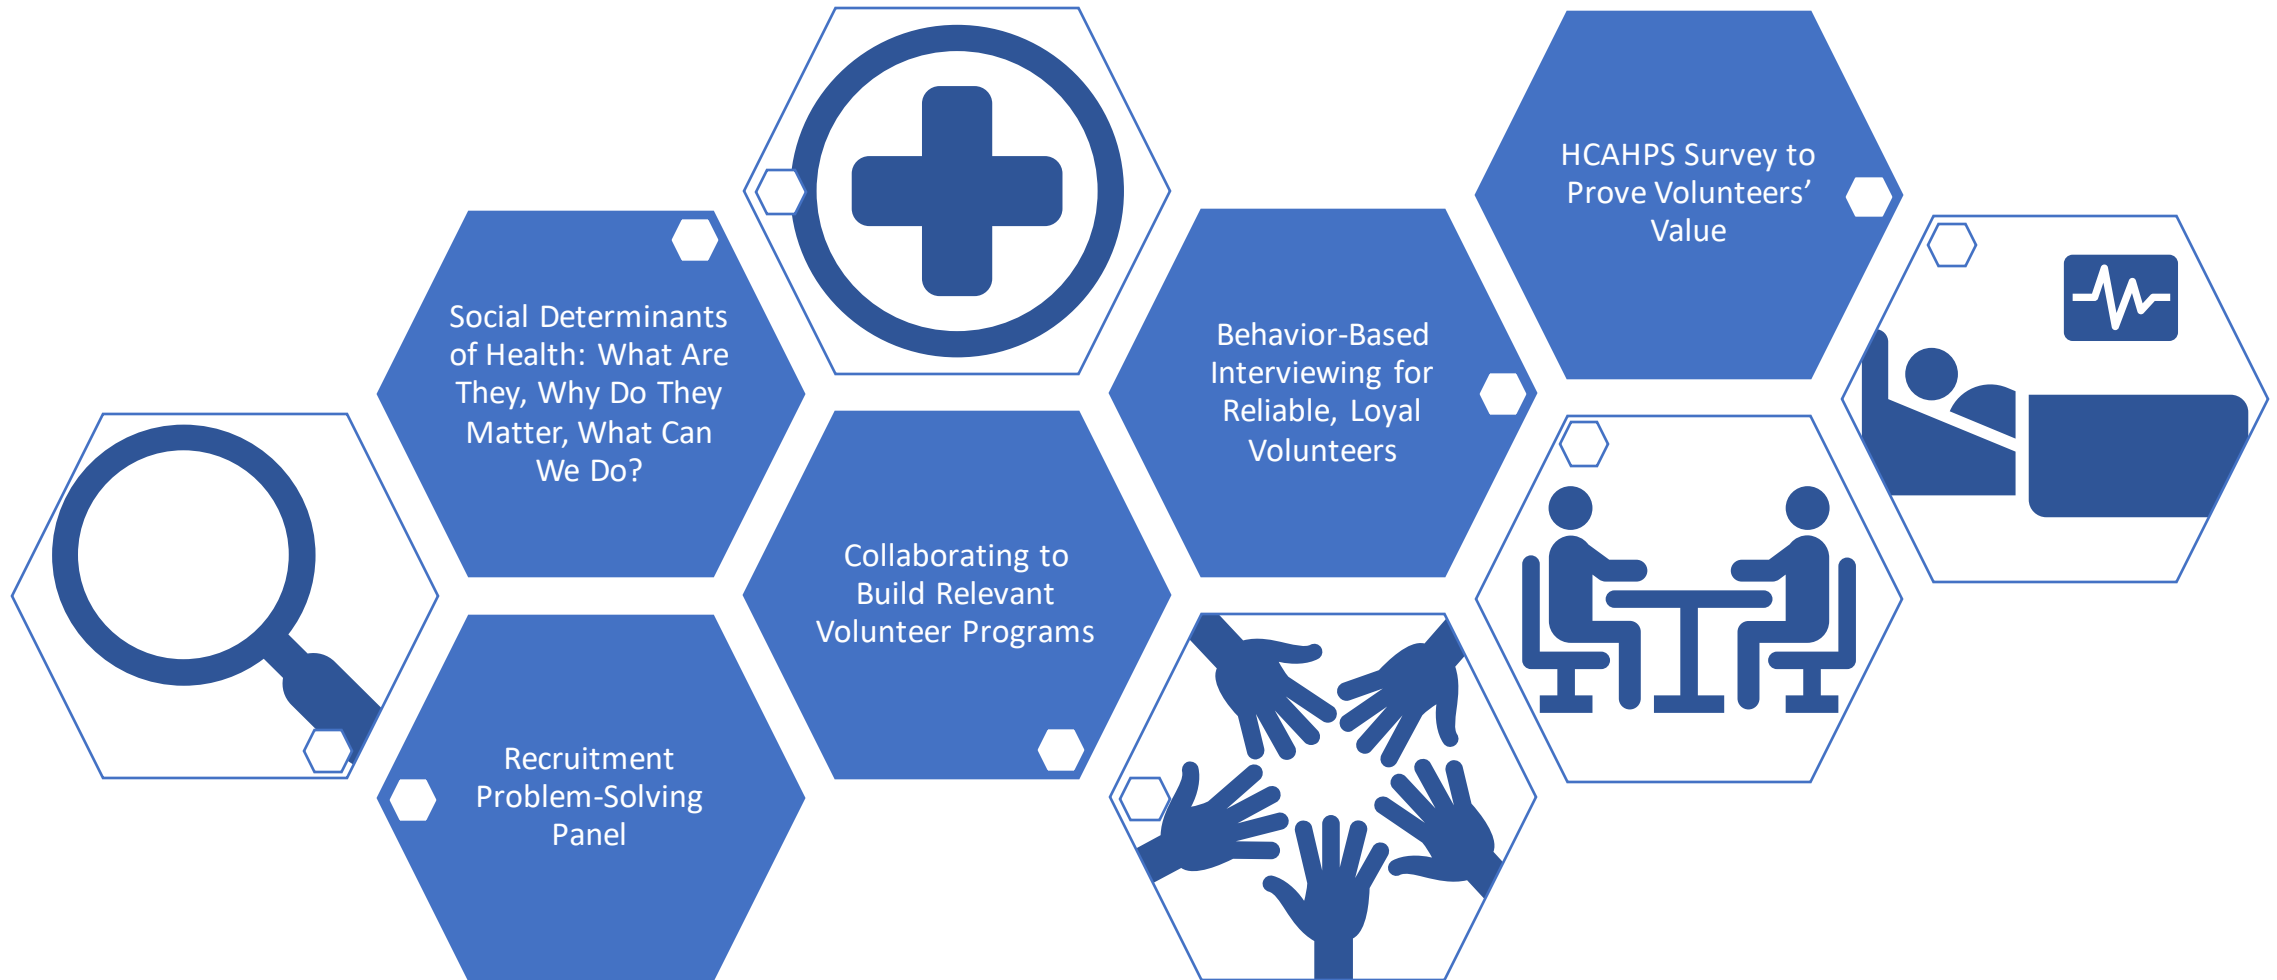 Social Determinants
of Health: What Are
They, Why Do They
Matter, What Can
We Do?
Recruitment
Problem-Solving
Panel
Collaborating to
Build Relevant
Volunteer Programs
Behavior-Based
Interviewing for
Reliable, Loyal
Volunteers
HCAHPS Survey to
Prove Volunteers’
Value